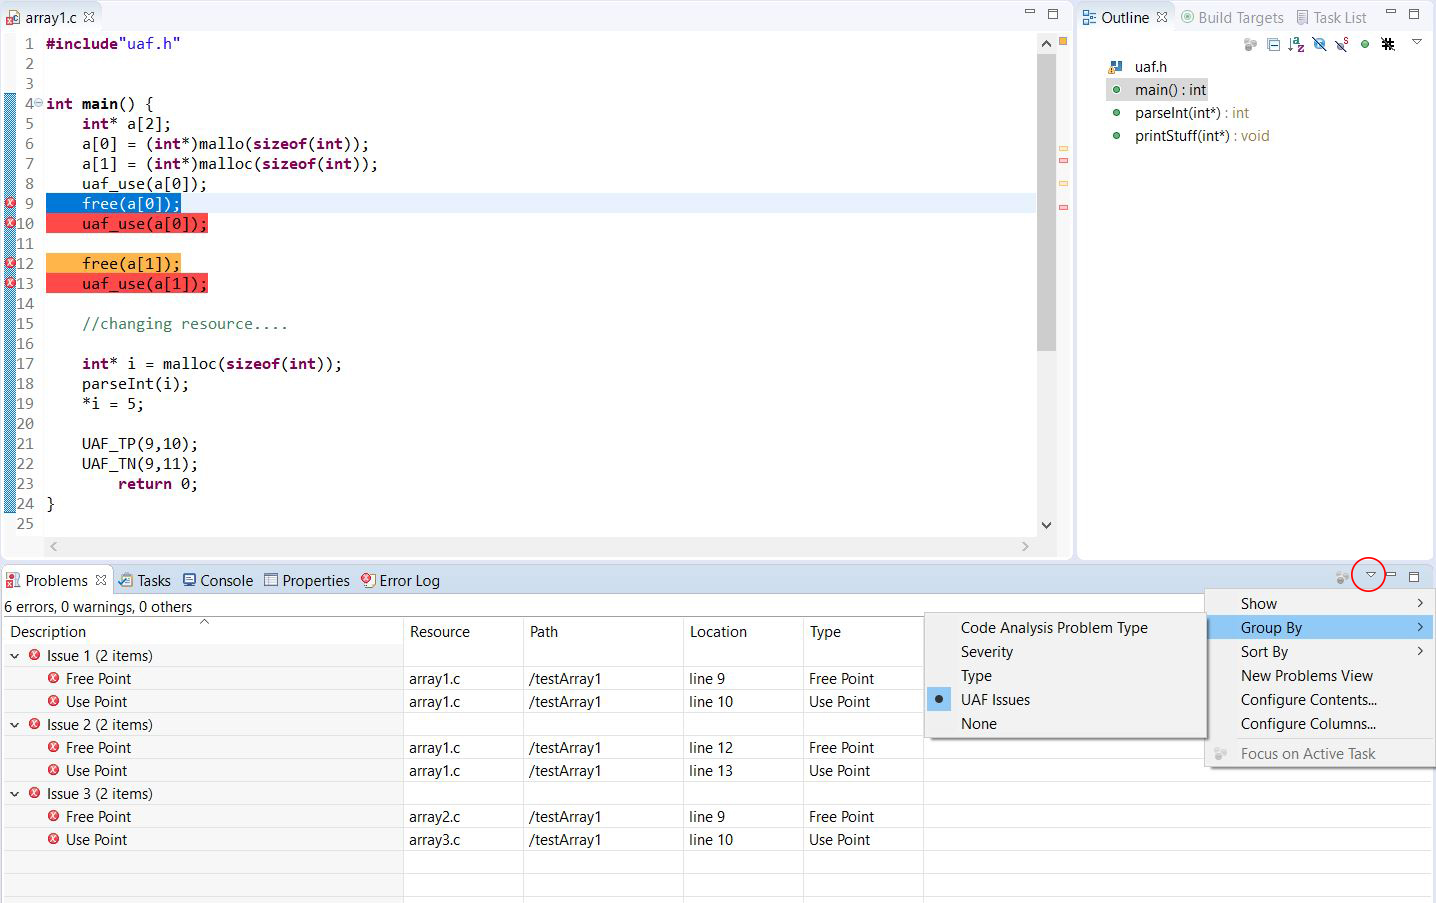 array1.c
Outline
Build Targets
Task List
1 #include"uaf.h"
2
3
4 int main() {
5 int* a[2];
6 a[0] = (int*)mallo(sizeof(int));
7 a[1] = (int*)malloc(sizeof(int));
8 uaf_use(a[0]);
9 free(a[0]);
10 uaf_use(a[0]);
11
12 free(a[1]);
13 uaf_use(a[1]);
14
15 //changing resource....
16
17 int* i = malloc(sizeof(int));
18 parseInt(i);
19 *i = 5;
20
21 UAF_TP(9,10);
22 UAF_TN(9,11);
23 return 0;
24 }
25
uaf.h
main() : int
parseInt(int*) : int
printStuff(int*) : void
Problems
Tasks
Console
Properties
Error Log
6 errors, 0 warnings, 0 others
Description Resource Path Location Type
Issue 1 (2 items)
Free Point array1.c /testArray1 line 9 Free Point
Use Point array1.c /testArray1 line 10 Use Point
Issue 2 (2 items)
Free Point array1.c /testArray1 line 12 Free Point
Use Point array1.c /testArray1 line 13 Use Point
Issue 3 (2 items)
Free Point array2.c /testArray1 line 9 Free Point
Use Point array3.c /testArray1 line 10 Use Point
Code Analysis Problem Type
Severity
Type
UAF Issues
None
Show
Group By
Sort By
New Problems View
Configure Contents...
Configure Columns...
Focus on Active Task